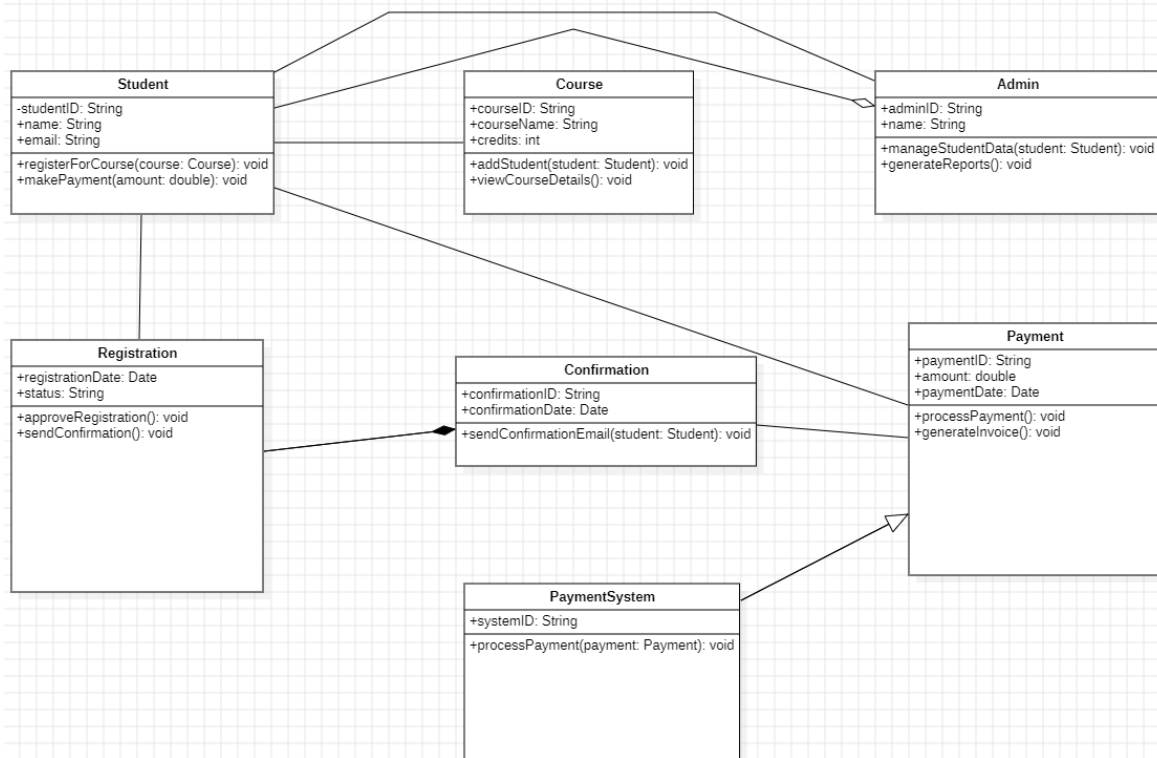 Student
-studentID: String
+name: String
+email: String
+registerForCourse(course: Course): void
+makePayment(amount: double): void
Course
+courseID: String
+courseName: String
+credits: int
+addStudent(student: Student): void
+viewCourseDetails(): void
Admin
+adminID: String
+name: String
+manageStudentData(student: Student): void
+generateReports(): void
Registration
+registrationDate: Date
+status: String
+approveRegistration(): void
+sendConfirmation(): void
Confirmation
+confirmationID: String
+confirmationDate: Date
+sendConfirmationEmail(student: Student): void
Payment
+paymentID: String
+amount: double
+paymentDate: Date
+processPayment(): void
+generateInvoice(): void
PaymentSystem
+systemID: String
+processPayment(payment: Payment): void